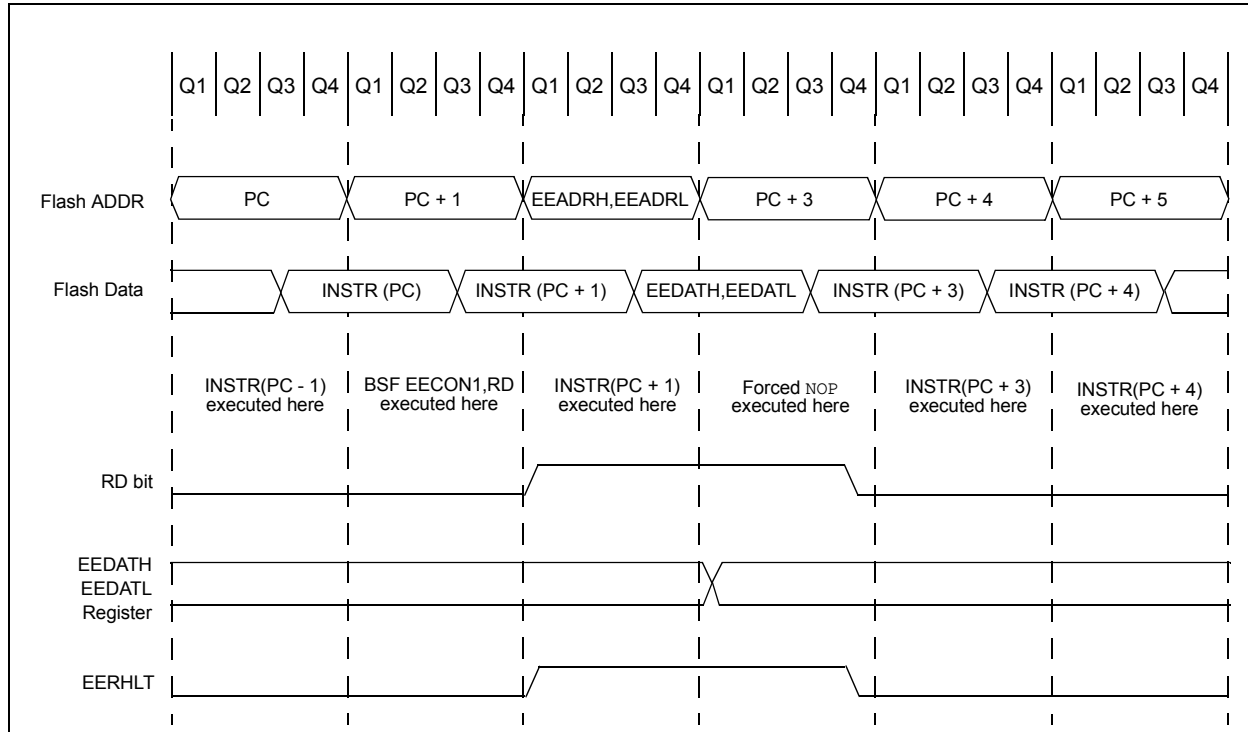 Q1 Q2 Q3 Q4 Q1 Q2 Q3 Q4 Q1 Q2 Q3 Q4 Q1 Q2 Q3 Q4 Q1 Q2 Q3 Q4 Q1 Q2 Q3 Q4
Flash ADDR PC PC + 1 EEADRH,EEADRL PC + 3 PC + 4 PC + 5
Flash Data INSTR (PC) INSTR (PC + 1) EEDATH,EEDATL INSTR (PC + 3) INSTR (PC + 4)
INSTR(PC - 1) BSF EECON1,RD INSTR(PC + 1) Forced NOP INSTR(PC + 3) INSTR(PC + 4)
executed here executed here executed here executed here executed here executed here
RD bit
EEDATH
EEDATL
Register
EERHLT